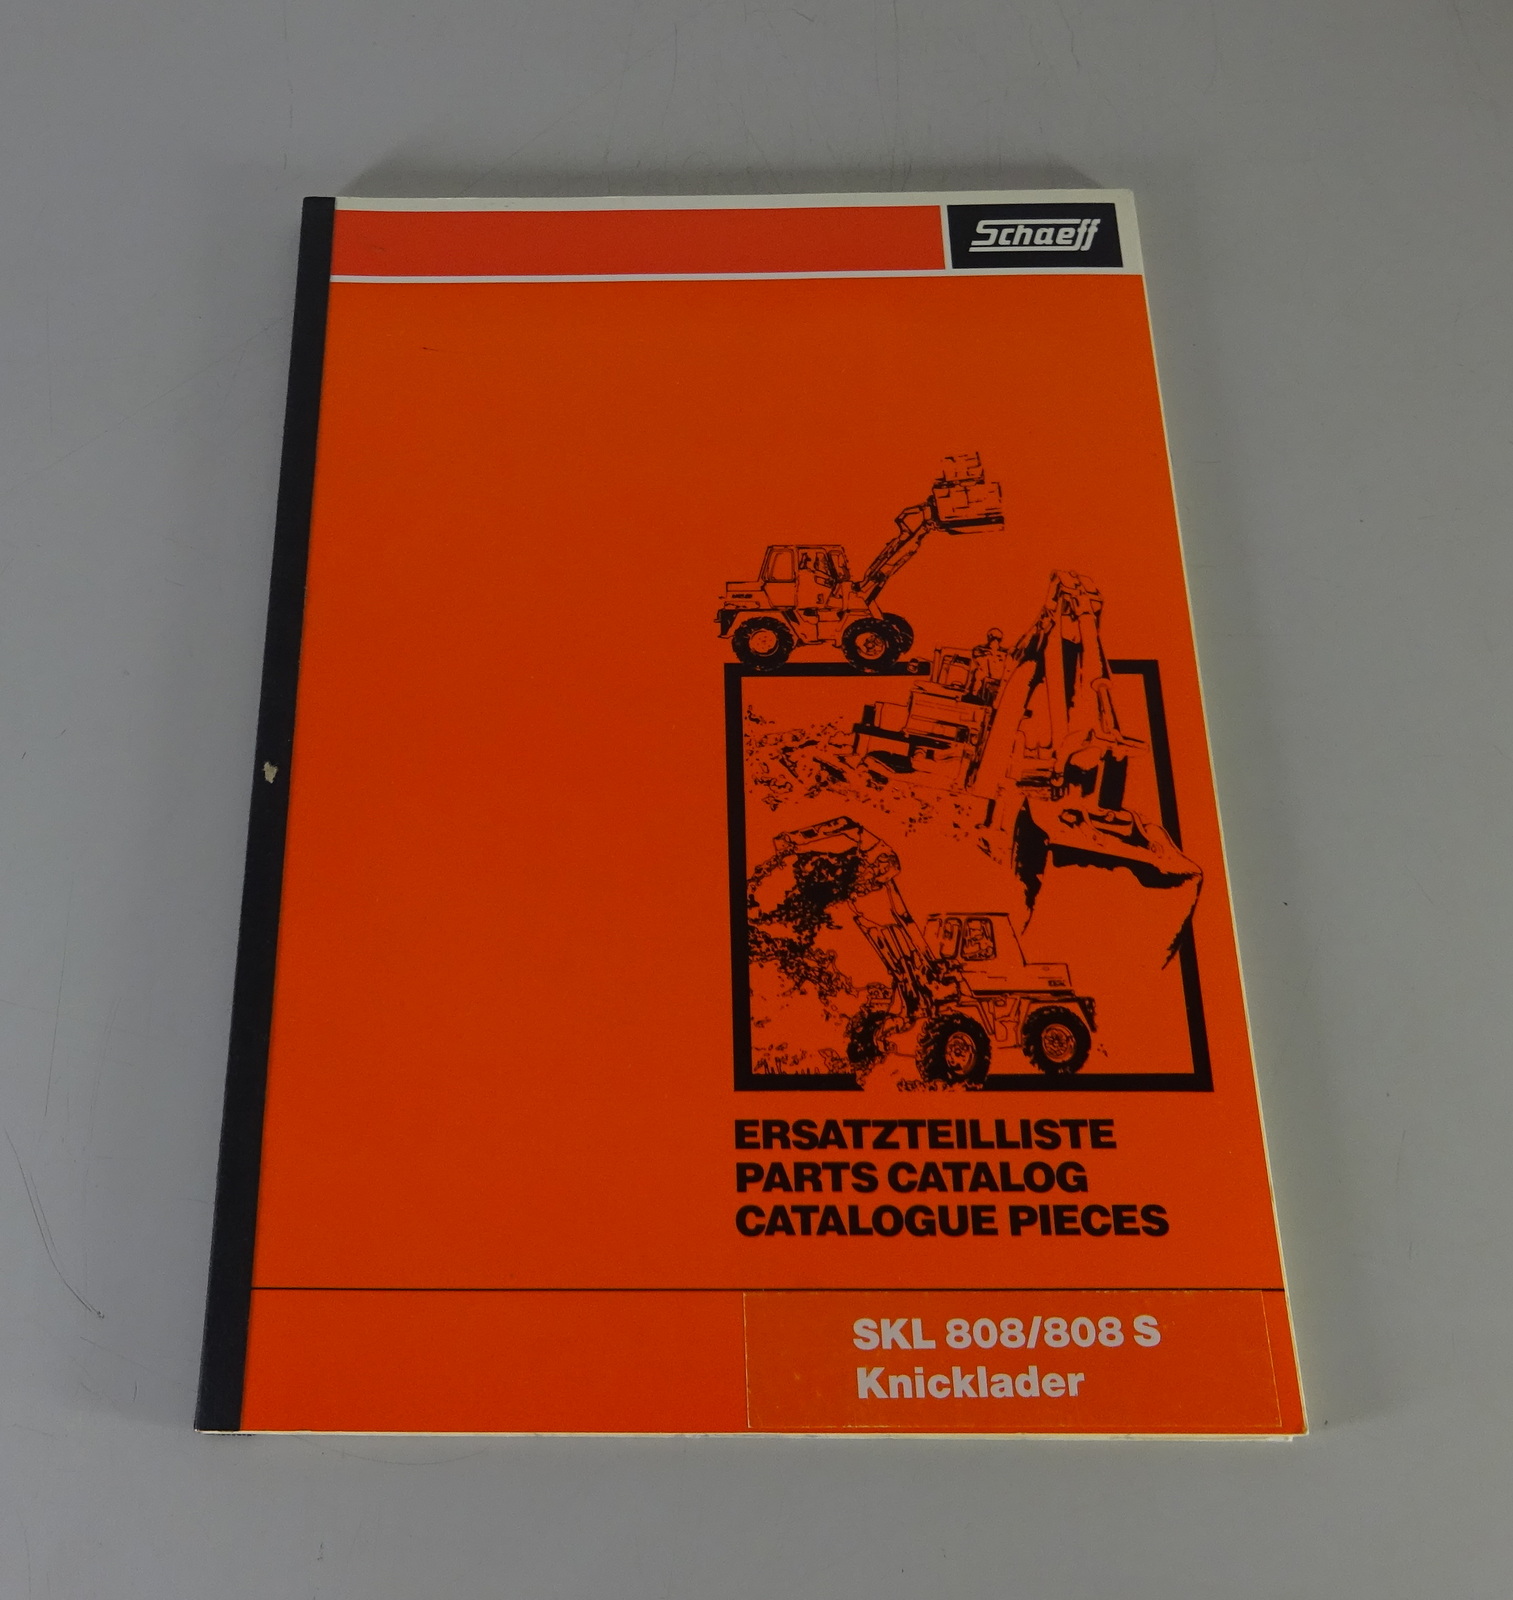 Schaeff
ERSATZTEILLISTE
PARTS CATALOG
CATALOGUE PIECES
SKL 808/808 S
Knicklader